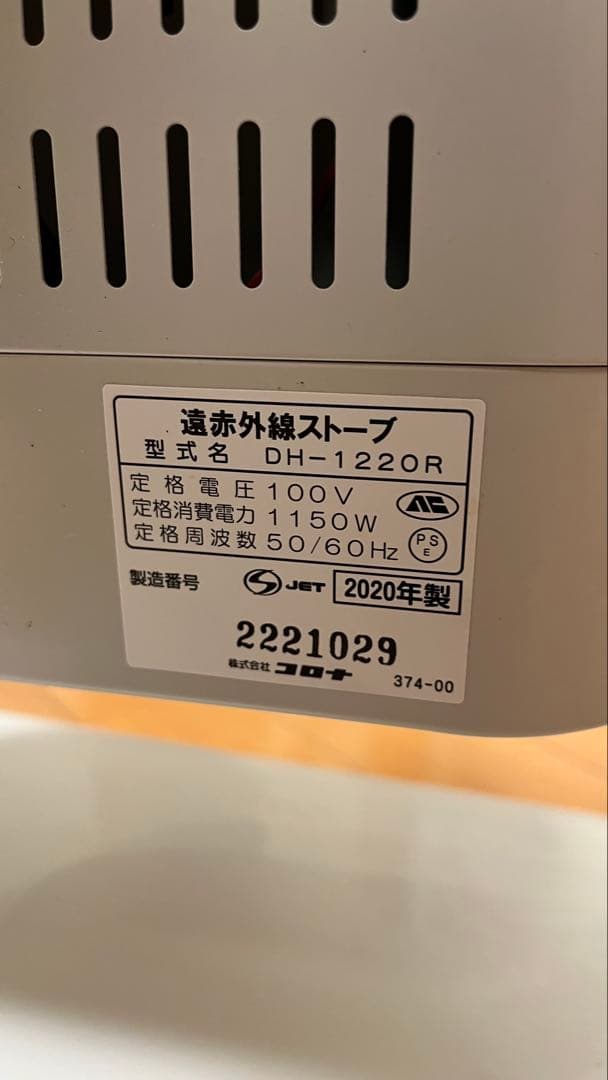 遠赤外線ストーブ
型式名 DH-1220R
定格電圧 100V
定格消費電力 1150W
定格周波数 50/60Hz
PS
E
製造番号 JET 2020年製
2221029
株式会社 コロナ 374-00